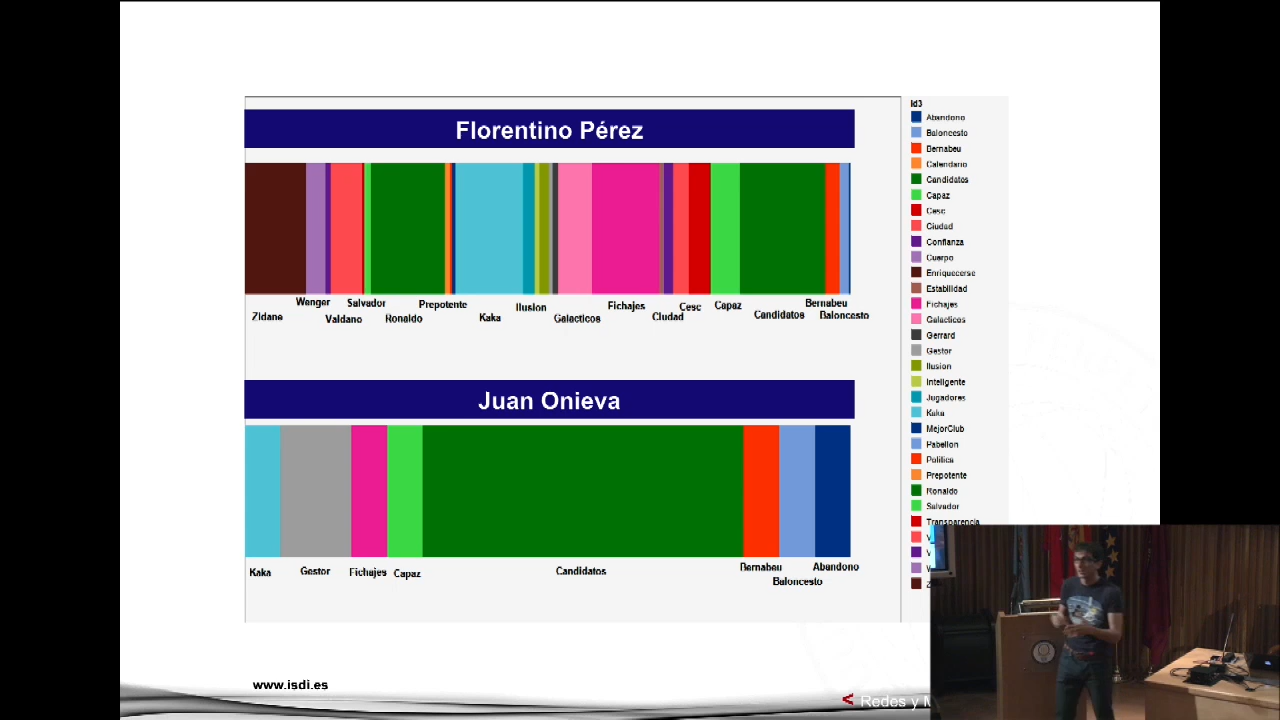 Florentino Pérez
Zidane
Wenger
Valdano
Salvador
Ronaldo
Prepotente
Kaka
Ilusion
Galacticos
Fichajes
Ciudad
Cesc
Capaz
Candidatos
Bernabeu
Baloncesto
Juan Onieva
Kaka
Gestor
Fichajes
Capaz
Candidatos
Bernabeu
Baloncesto
Abandono
Id3
Abandono
Baloncesto
Bernabeu
Calendario
Candidatos
Capaz
Cesc
Ciudad
Confianza
Cuerpo
Enriquecerse
Estabilidad
Fichajes
Galacticos
Gerrard
Gestor
Ilusion
Inteligente
Jugadores
Kaka
MejorClub
Pabellon
Politica
Prepotente
Ronaldo
Salvador
Transparencia
www.isdi.es
Redes y